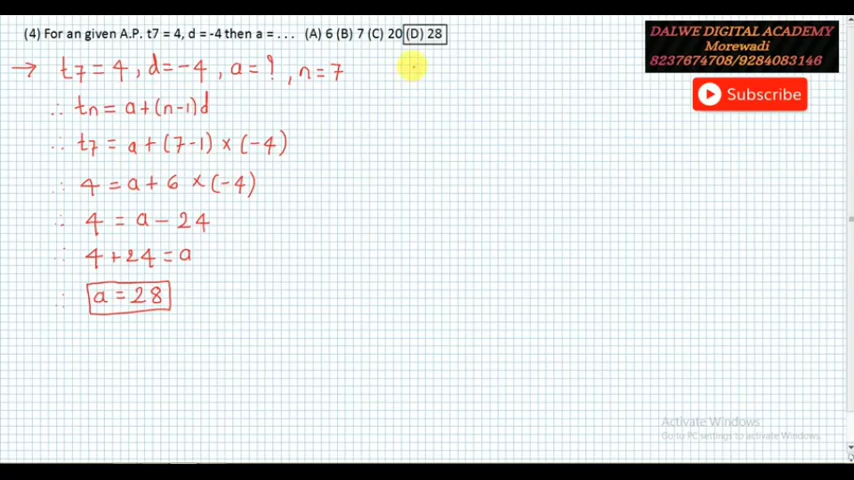 (4) For an given A.P. t7 = 4, d = -4 then a = . . . (A) 6 (B) 7 (C) 20 (D) 28
DALWE DIGITAL ACADEMY
Morewadi
8237674708/9284083146
Subscribe
→ t7 = 4 , d = -4 , a = ? , n = 7
∴ tn = a + (n-1)d
∴ t7 = a + (7-1) × (-4)
∴ 4 = a + 6 × (-4)
∴ 4 = a - 24
∴ 4 + 24 = a
∴ a = 28
Activate Windows
Go to PC settings to activate Windows.